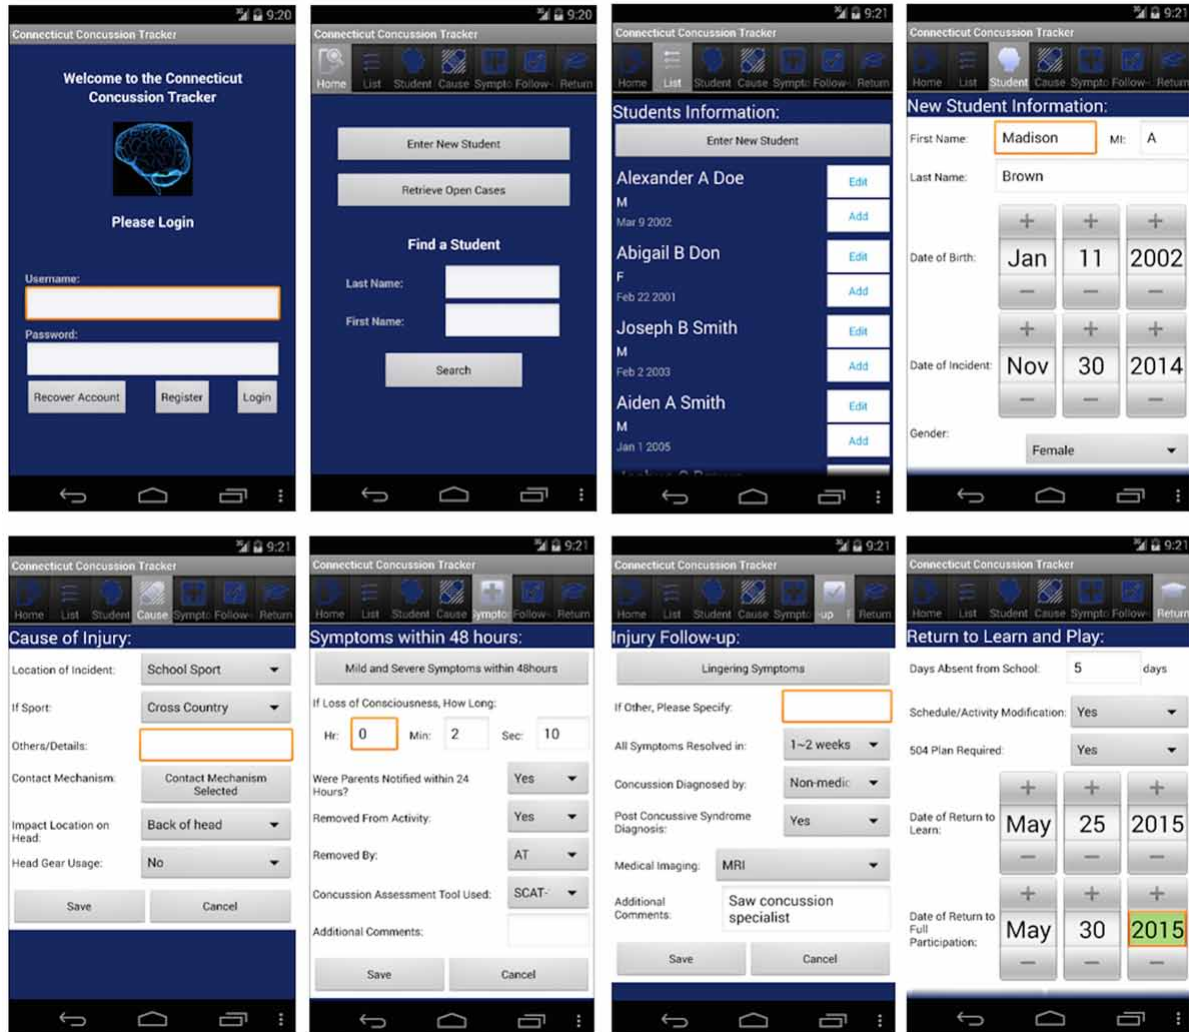 3G 9:20
Connecticut Concussion Tracker
Welcome to the Connecticut
Concussion Tracker
Please Login
Username:
Password:
Recover Account Register Login
3G 9:20
Connecticut Concussion Tracker
Home List Student Cause Sympto Follow- Return
Enter New Student
Retrieve Open Cases
Find a Student
Last Name:
First Name:
Search
3G 9:21
Connecticut Concussion Tracker
Home List Student Cause Sympto Follow- Return
Students Information:
Enter New Student
Alexander A Doe Edit
M
Mar 9 2002 Add
Abigail B Don Edit
F
Feb 22 2001 Add
Joseph B Smith Edit
M
Feb 2 2003 Add
Aiden A Smith Edit
M
Jan 1 2005 Add
3G 9:21
Connecticut Concussion Tracker
Home List Student Cause Sympto Follow- Return
New Student Information:
First Name: Madison MI: A
Last Name: Brown
+ + +
Date of Birth: Jan 11 2002
− − −
+ + +
Date of Incident: Nov 30 2014
− − −
Gender:
Female
3G 9:21
Connecticut Concussion Tracker
Home List Student Cause Sympto Follow- Return
Cause of Injury:
Location of Incident: School Sport
If Sport: Cross Country
Others/Details:
Contact Mechanism: Contact Mechanism
Selected
Impact Location on
Head: Back of head
Head Gear Usage: No
Save Cancel
3G 9:21
Connecticut Concussion Tracker
Home List Student Cause ympto Follow- Return
Symptoms within 48 hours:
Mild and Severe Symptoms within 48hours
If Loss of Consciousness, How Long:
Hr: 0 Min: 2 Sec: 10
Were Parents Notified within 24
Hours? Yes
Removed From Activity: Yes
Removed By: AT
Concussion Assessment Tool Used: SCAT-
Additional Comments:
Save Cancel
3G 9:21
Connecticut Concussion Tracker
Home List Student Cause Sympto -up Return
Injury Follow-up:
Lingering Symptoms
If Other, Please Specify:
All Symptoms Resolved in: 1~2 weeks
Concussion Diagnosed by: Non-medic
Post Concussive Syndrome
Diagnosis: Yes
Medical Imaging: MRI
Additional
Comments: Saw concussion
specialist
Save Cancel
3G 9:21
Connecticut Concussion Tracker
Home List Student Cause Sympto Follow- Return
Return to Learn and Play:
Days Absent from School: 5 days
Schedule/Activity Modification: Yes
504 Plan Required: Yes
+ + +
Date of Return to
Learn: May 25 2015
− − −
+ + +
Date of Return to
Full
Participation: May 30 2015
− − −